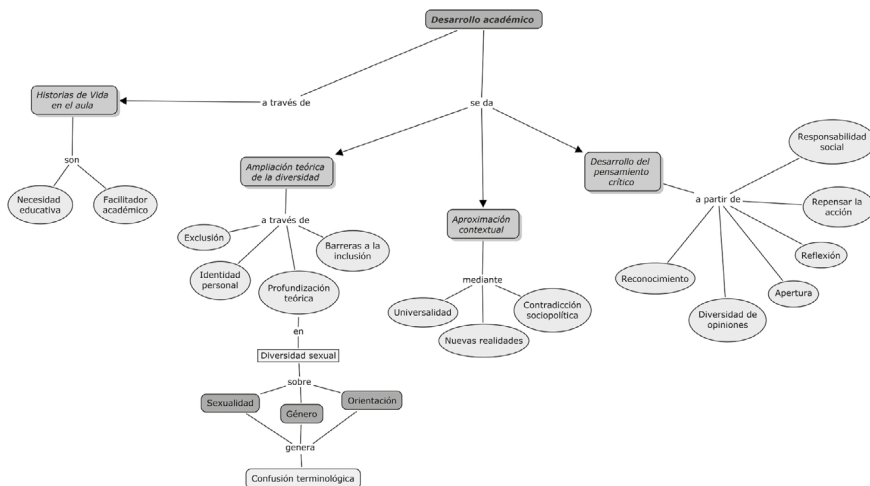 Desarrollo académico
Historias de Vida
en el aula
a través de
se da
son
Necesidad
educativa
Facilitador
académico
Ampliación teórica
de la diversidad
a través de
Exclusión
Identidad
personal
Profundización
teórica
Barreras a la
inclusión
en
Diversidad sexual
sobre
Sexualidad
Género
Orientación
genera
Confusión terminológica
Aproximación
contextual
mediante
Universalidad
Nuevas realidades
Contradicción
sociopolítica
Desarrollo del
pensamiento
crítico
a partir de
Responsabilidad
social
Repensar la
acción
Reflexión
Apertura
Diversidad de
opiniones
Reconocimiento